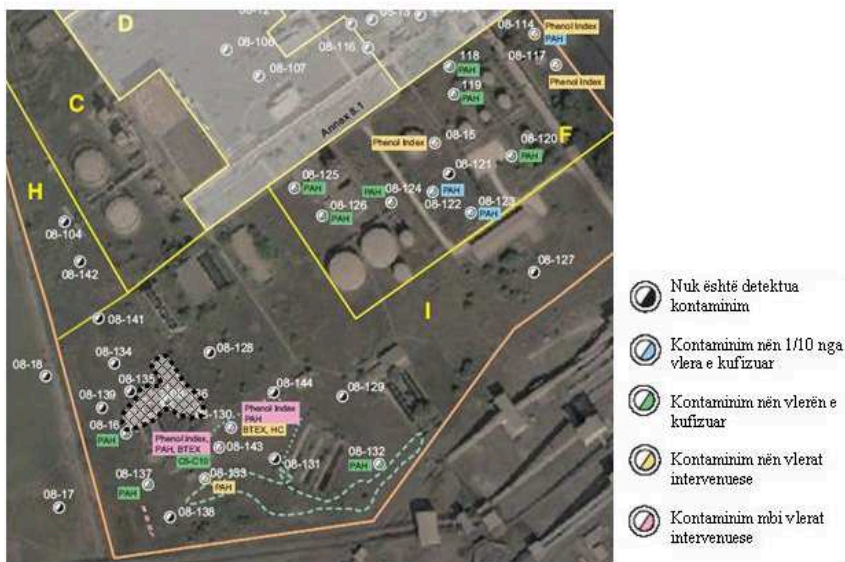 D
08-106
08-107
08-116
08-114
Phenol Index
PAH
08-117
Phenol Index
118
PAH
119
PAH
C
Annex 8.1
08-15
Phenol Index
08-120
PAH
F
08-121
H
08-125
PAH
PAH
08-124
PAH
08-122
08-123
PAH
08-126
PAH
08-104
08-142
08-127
I
08-141
08-128
08-134
08-18
08-135
08-139
08-144
08-129
08-16
PAH
08-130
Phenol Index
PAH
BTEX, HC
Phenol Index,
PAH, BTEX
C5-C10
08-143
08-131
08-132
PAH
08-137
PAH
08-133
PAH
08-17
08-138
Nuk është detektua
kontaminim
Kontaminim nën 1/10 nga
vlera e kufizuar
Kontaminim nën vlerën e
kufizuar
Kontaminim nën vlerat
intervenuese
Kontaminim mbi vlerat
intervenuese